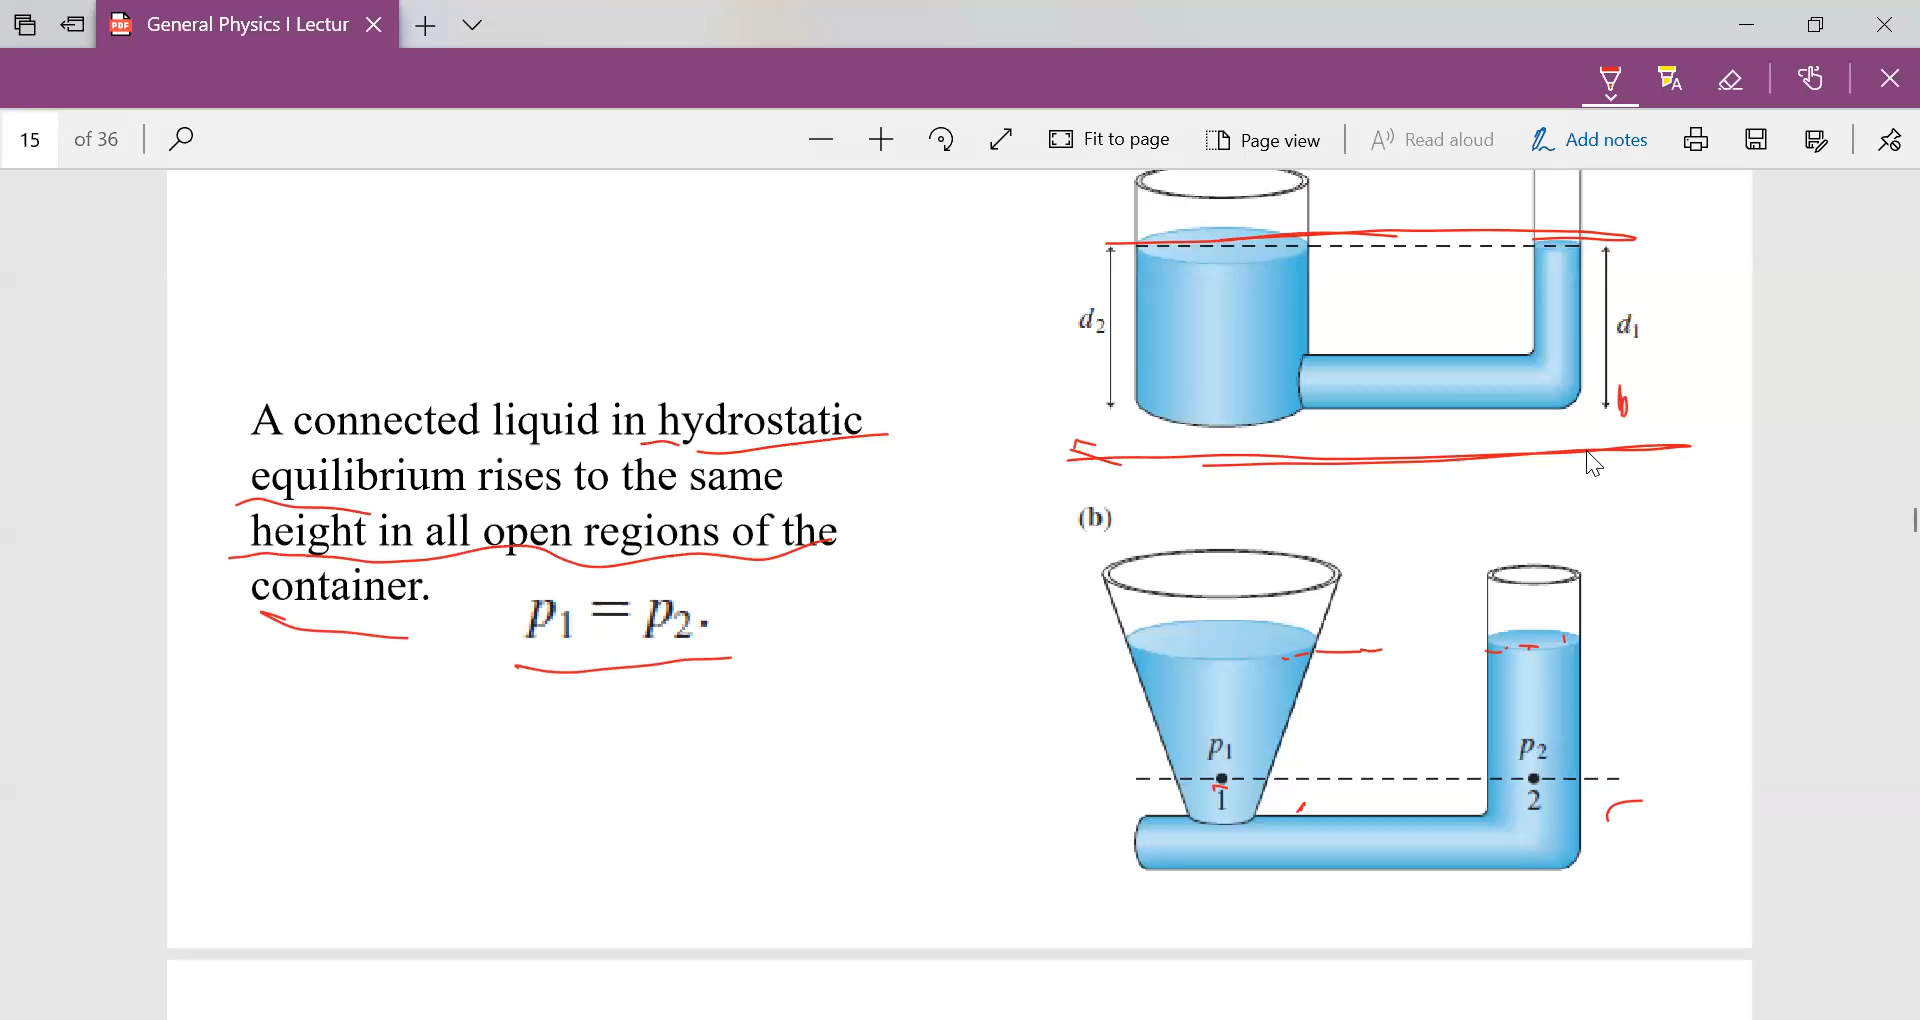 General Physics I Lectur
15 of 36
Fit to page
Page view
Read aloud
Add notes
d2
d1
b
A connected liquid in hydrostatic
equilibrium rises to the same
height in all open regions of the
container.
p1 = p2.
(b)
p1
p2
1
2